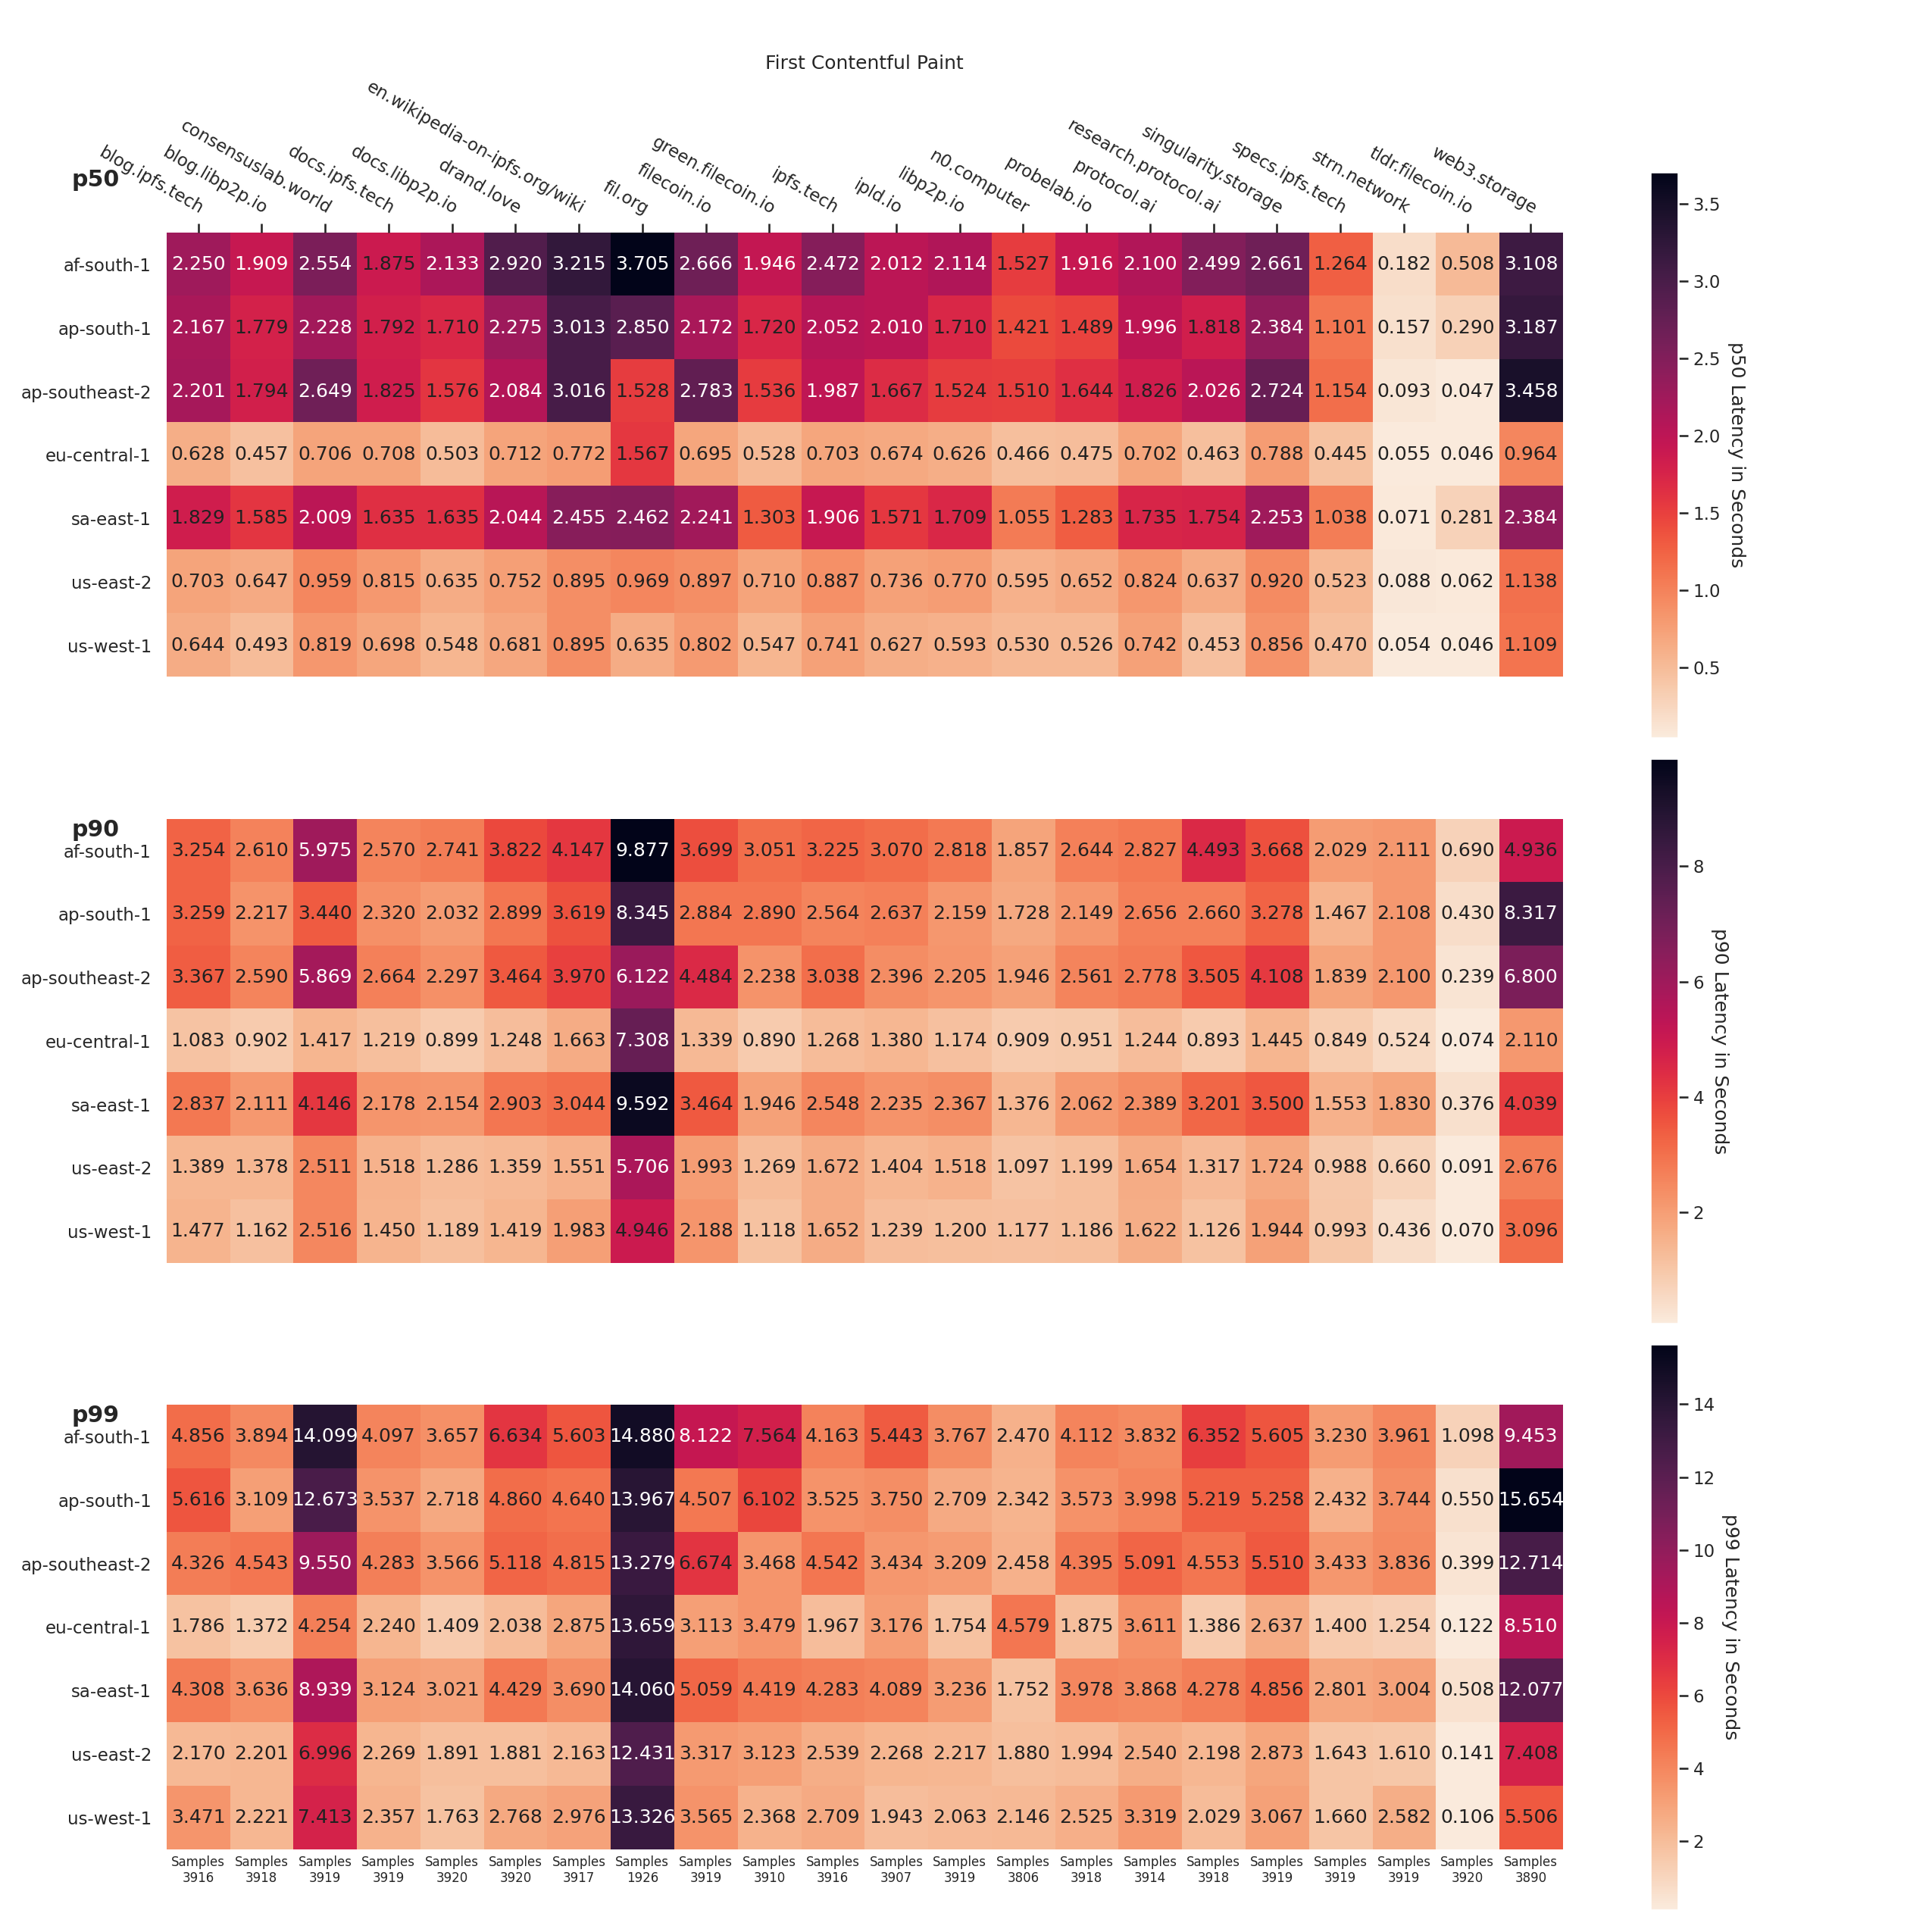 First Contentful Paint
p50
blog.ipfs.tech
blog.libp2p.io
consensuslab.world
docs.ipfs.tech
docs.libp2p.io
drand.love
en.wikipedia-on-ipfs.org/wiki
fil.org
filecoin.io
green.filecoin.io
ipfs.tech
ipld.io
libp2p.io
n0.computer
probelab.io
protocol.ai
research.protocol.ai
singularity.storage
specs.ipfs.tech
strn.network
tldr.filecoin.io
web3.storage
af-south-1 2.250 1.909 2.554 1.875 2.133 2.920 3.215 3.705 2.666 1.946 2.472 2.012 2.114 1.527 1.916 2.100 2.499 2.661 1.264 0.182 0.508 3.108
ap-south-1 2.167 1.779 2.228 1.792 1.710 2.275 3.013 2.850 2.172 1.720 2.052 2.010 1.710 1.421 1.489 1.996 1.818 2.384 1.101 0.157 0.290 3.187
ap-southeast-2 2.201 1.794 2.649 1.825 1.576 2.084 3.016 1.528 2.783 1.536 1.987 1.667 1.524 1.510 1.644 1.826 2.026 2.724 1.154 0.093 0.047 3.458
eu-central-1 0.628 0.457 0.706 0.708 0.503 0.712 0.772 1.567 0.695 0.528 0.703 0.674 0.626 0.466 0.475 0.702 0.463 0.788 0.445 0.055 0.046 0.964
sa-east-1 1.829 1.585 2.009 1.635 1.635 2.044 2.455 2.462 2.241 1.303 1.906 1.571 1.709 1.055 1.283 1.735 1.754 2.253 1.038 0.071 0.281 2.384
us-east-2 0.703 0.647 0.959 0.815 0.635 0.752 0.895 0.969 0.897 0.710 0.887 0.736 0.770 0.595 0.652 0.824 0.637 0.920 0.523 0.088 0.062 1.138
us-west-1 0.644 0.493 0.819 0.698 0.548 0.681 0.895 0.635 0.802 0.547 0.741 0.627 0.593 0.530 0.526 0.742 0.453 0.856 0.470 0.054 0.046 1.109
3.5
3.0
2.5
2.0
1.5
1.0
0.5
p50 Latency in Seconds
p90
af-south-1 3.254 2.610 5.975 2.570 2.741 3.822 4.147 9.877 3.699 3.051 3.225 3.070 2.818 1.857 2.644 2.827 4.493 3.668 2.029 2.111 0.690 4.936
ap-south-1 3.259 2.217 3.440 2.320 2.032 2.899 3.619 8.345 2.884 2.890 2.564 2.637 2.159 1.728 2.149 2.656 2.660 3.278 1.467 2.108 0.430 8.317
ap-southeast-2 3.367 2.590 5.869 2.664 2.297 3.464 3.970 6.122 4.484 2.238 3.038 2.396 2.205 1.946 2.561 2.778 3.505 4.108 1.839 2.100 0.239 6.800
eu-central-1 1.083 0.902 1.417 1.219 0.899 1.248 1.663 7.308 1.339 0.890 1.268 1.380 1.174 0.909 0.951 1.244 0.893 1.445 0.849 0.524 0.074 2.110
sa-east-1 2.837 2.111 4.146 2.178 2.154 2.903 3.044 9.592 3.464 1.946 2.548 2.235 2.367 1.376 2.062 2.389 3.201 3.500 1.553 1.830 0.376 4.039
us-east-2 1.389 1.378 2.511 1.518 1.286 1.359 1.551 5.706 1.993 1.269 1.672 1.404 1.518 1.097 1.199 1.654 1.317 1.724 0.988 0.660 0.091 2.676
us-west-1 1.477 1.162 2.516 1.450 1.189 1.419 1.983 4.946 2.188 1.118 1.652 1.239 1.200 1.177 1.186 1.622 1.126 1.944 0.993 0.436 0.070 3.096
8
6
4
2
p90 Latency in Seconds
p99
af-south-1 4.856 3.894 14.099 4.097 3.657 6.634 5.603 14.880 8.122 7.564 4.163 5.443 3.767 2.470 4.112 3.832 6.352 5.605 3.230 3.961 1.098 9.453
ap-south-1 5.616 3.109 12.673 3.537 2.718 4.860 4.640 13.967 4.507 6.102 3.525 3.750 2.709 2.342 3.573 3.998 5.219 5.258 2.432 3.744 0.550 15.654
ap-southeast-2 4.326 4.543 9.550 4.283 3.566 5.118 4.815 13.279 6.674 3.468 4.542 3.434 3.209 2.458 4.395 5.091 4.553 5.510 3.433 3.836 0.399 12.714
eu-central-1 1.786 1.372 4.254 2.240 1.409 2.038 2.875 13.659 3.113 3.479 1.967 3.176 1.754 4.579 1.875 3.611 1.386 2.637 1.400 1.254 0.122 8.510
sa-east-1 4.308 3.636 8.939 3.124 3.021 4.429 3.690 14.060 5.059 4.419 4.283 4.089 3.236 1.752 3.978 3.868 4.278 4.856 2.801 3.004 0.508 12.077
us-east-2 2.170 2.201 6.996 2.269 1.891 1.881 2.163 12.431 3.317 3.123 2.539 2.268 2.217 1.880 1.994 2.540 2.198 2.873 1.643 1.610 0.141 7.408
us-west-1 3.471 2.221 7.413 2.357 1.763 2.768 2.976 13.326 3.565 2.368 2.709 1.943 2.063 2.146 2.525 3.319 2.029 3.067 1.660 2.582 0.106 5.506
Samples Samples Samples Samples Samples Samples Samples Samples Samples Samples Samples Samples Samples Samples Samples Samples Samples Samples Samples Samples Samples Samples
3916 3918 3919 3919 3920 3920 3917 1926 3919 3910 3916 3907 3919 3806 3918 3914 3918 3919 3919 3919 3920 3890
14
12
10
8
6
4
2
p99 Latency in Seconds